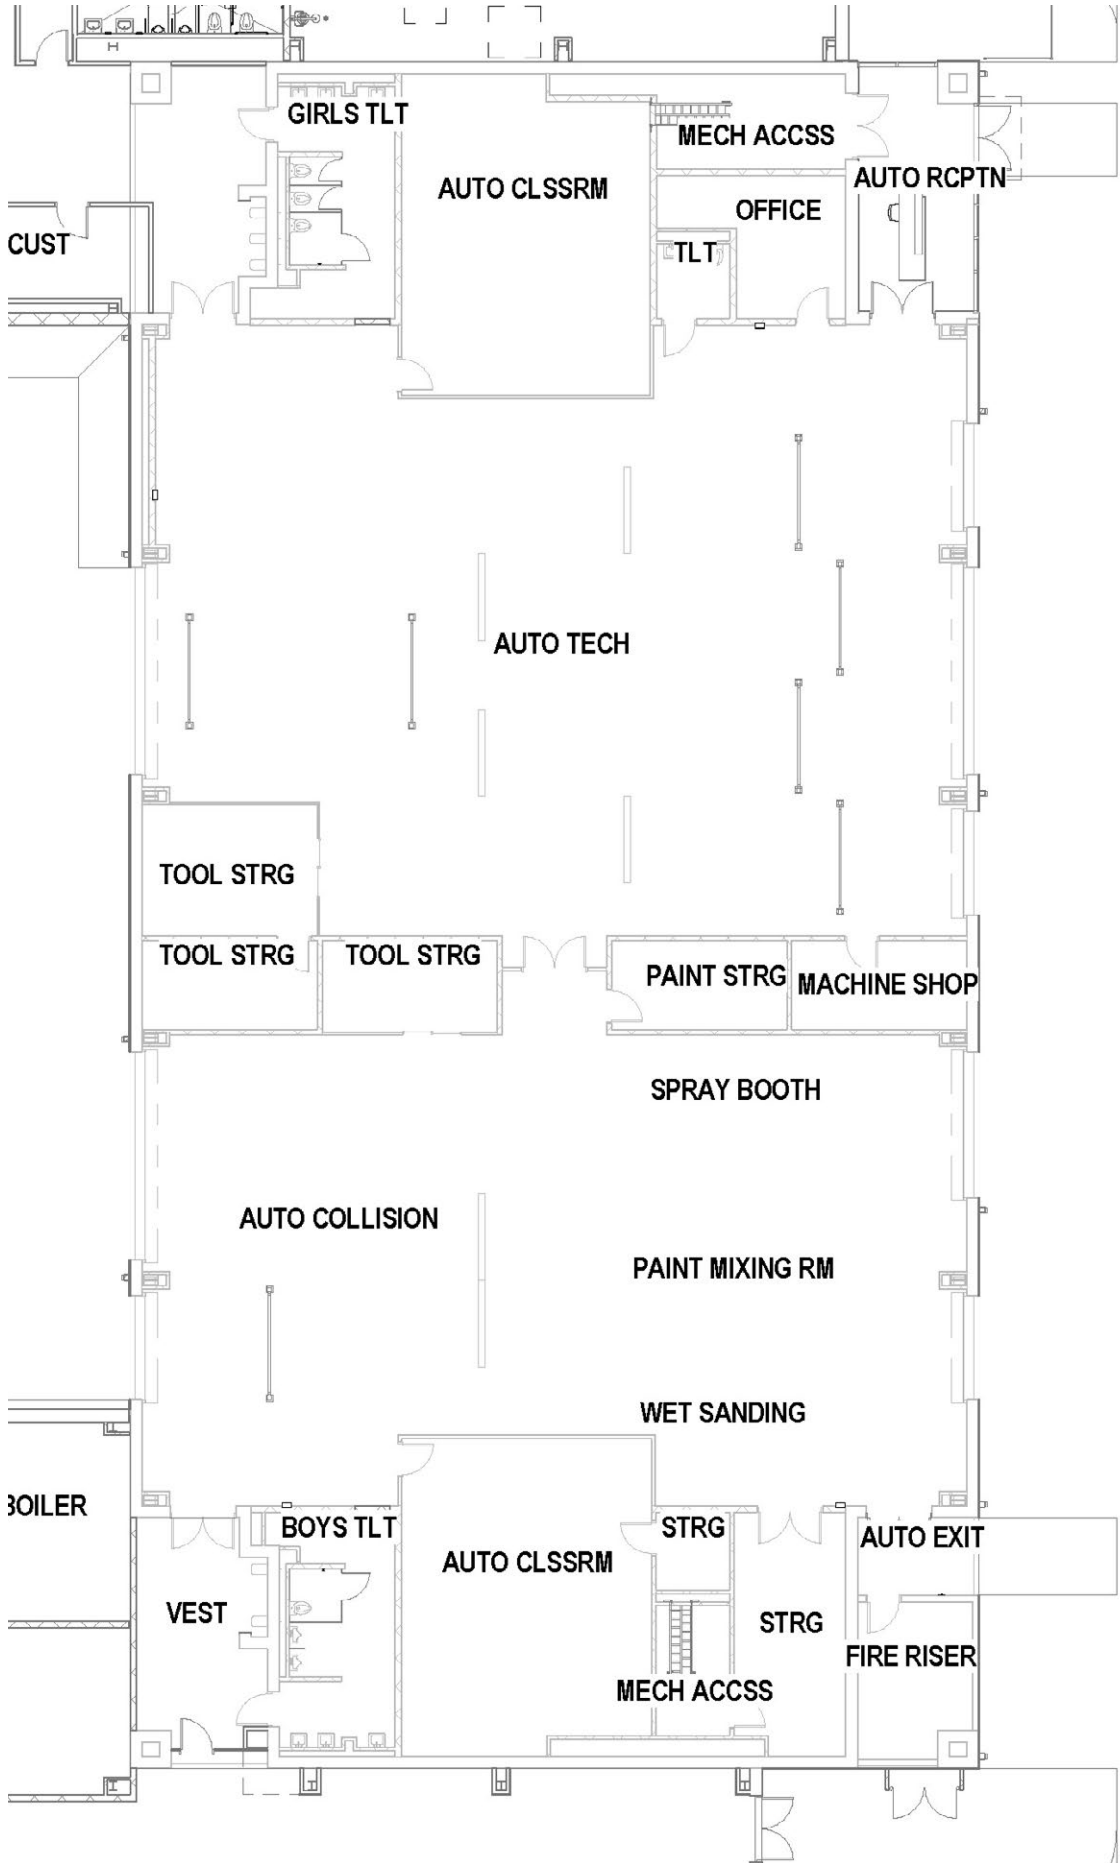 GIRLS TLT
MECH ACCSS
AUTO RCPTN
AUTO CLSSRM
OFFICE
CUST
TLT
AUTO TECH
TOOL STRG
TOOL STRG
TOOL STRG
PAINT STRG
MACHINE SHOP
SPRAY BOOTH
AUTO COLLISION
PAINT MIXING RM
WET SANDING
BOILER
BOYS TLT
STRG
AUTO EXIT
AUTO CLSSRM
VEST
STRG
FIRE RISER
MECH ACCSS